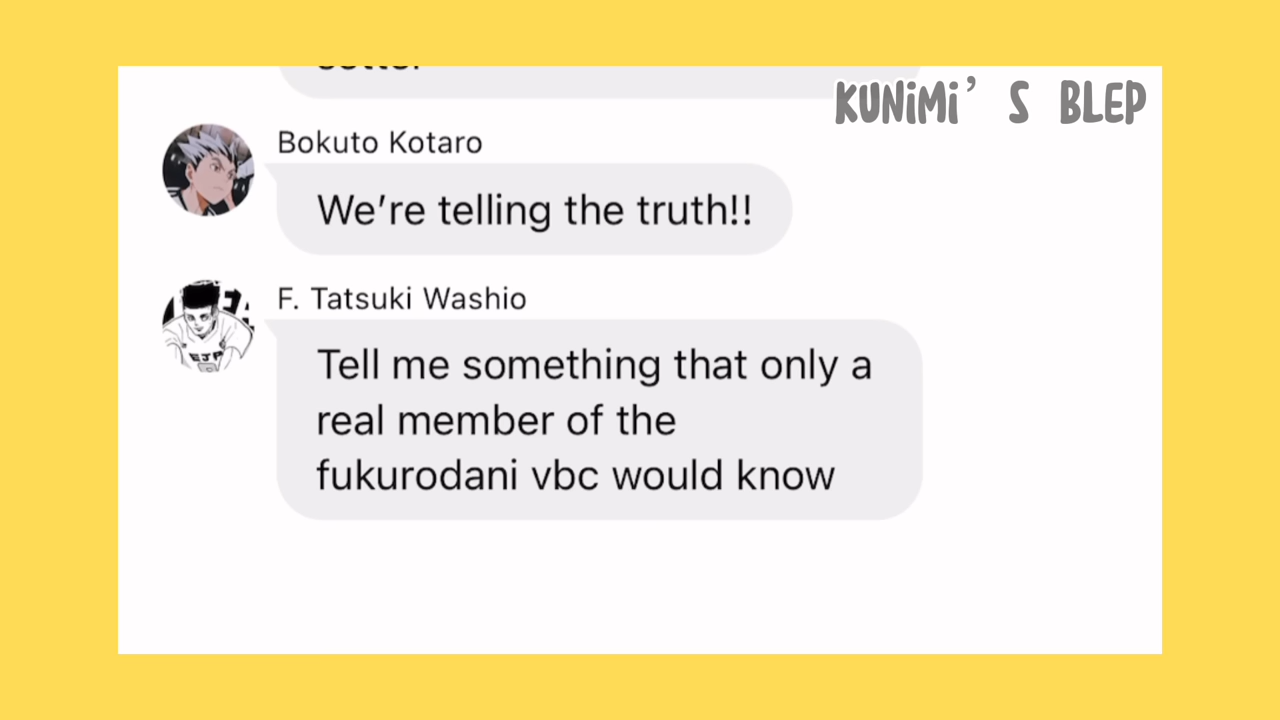 KUNiMi’ S BLEP
Bokuto Kotaro
We’re telling the truth!!
F. Tatsuki Washio
Tell me something that only a
real member of the
fukurodani vbc would know